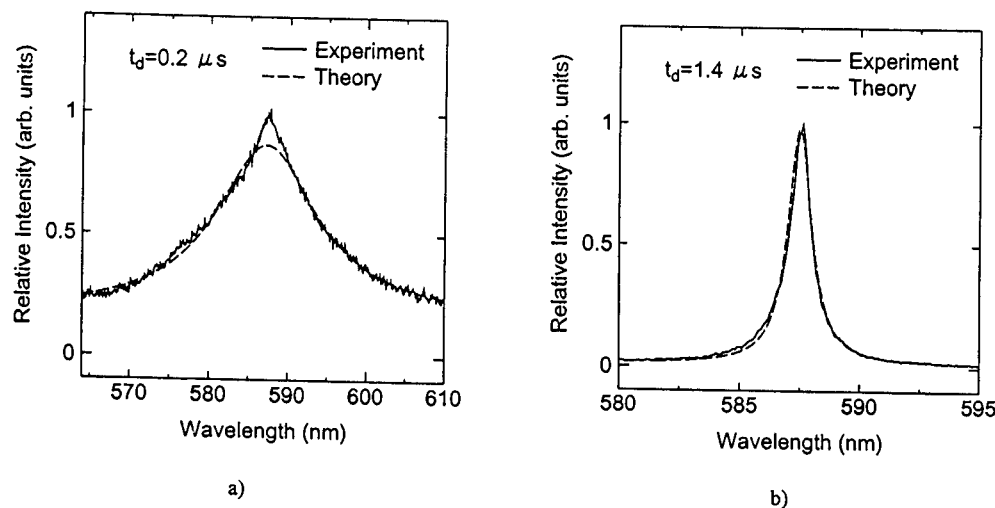 t_d=0.2 μs
Experiment
Theory
Relative Intensity (arb. units)
1
0.5
0
570 580 590 600 610
Wavelength (nm)
a)
t_d=1.4 μs
Experiment
Theory
Relative Intensity (arb. units)
1
0.5
0
580 585 590 595
Wavelength (nm)
b)